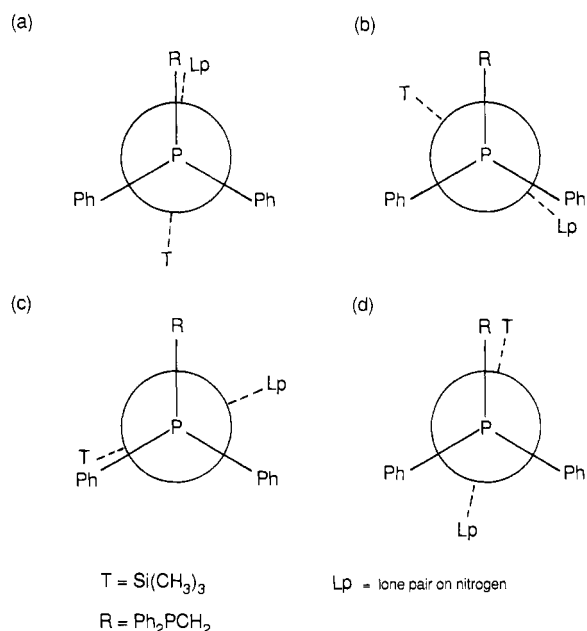 (a)
R
Lp
P
Ph
Ph
T
(b)
R
T
P
Ph
Ph
Lp
(c)
R
Lp
P
T
Ph
Ph
(d)
R T
P
Ph
Ph
Lp
T = Si(CH₃)₃
Lp = lone pair on nitrogen
R = Ph₂PCH₂